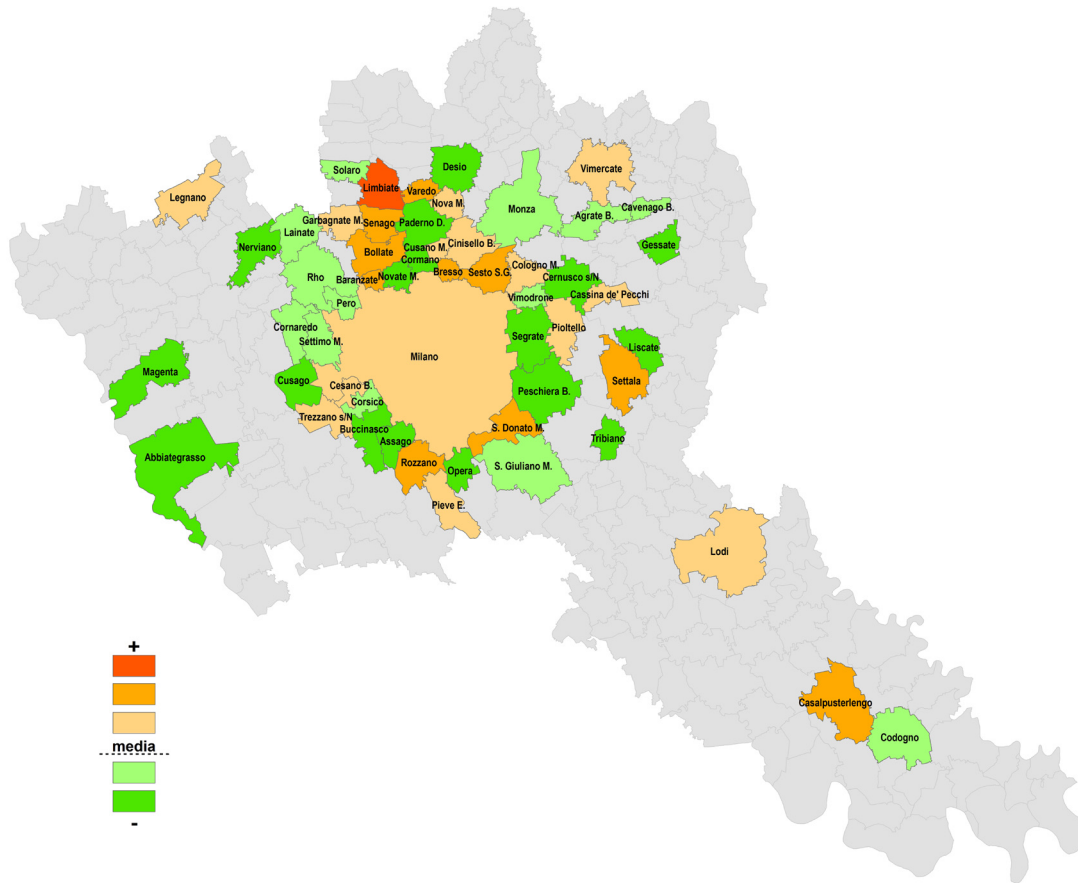 Solaro
Limbiate
Desio
Varedo
Vimercate
Legnano
Nova M.
Garbagnate M.
Senago
Paderno D.
Monza
Cavenago B.
Agrate B.
Lainate
Nerviano
Bollate
Cusano M.
Cinisello B.
Gessate
Cormano
Cologno M.
Rho
Baranzate
Novate M.
Bresso
Sesto S.G.
Cernusco s/N
Pero
Vimodrone
Cassina de' Pecchi
Cornaredo
Settimo M.
Segrate
Pioltello
Milano
Liscate
Magenta
Cusago
Cesano B.
Settala
Corsico
Peschiera B.
Trezzano s/N
Buccinasco
Assago
S. Donato M.
Tribiano
Abbiategrasso
Rozzano
Opera
S. Giuliano M.
Pieve E.
Lodi
+
media
-
Casalpusterlengo
Codogno